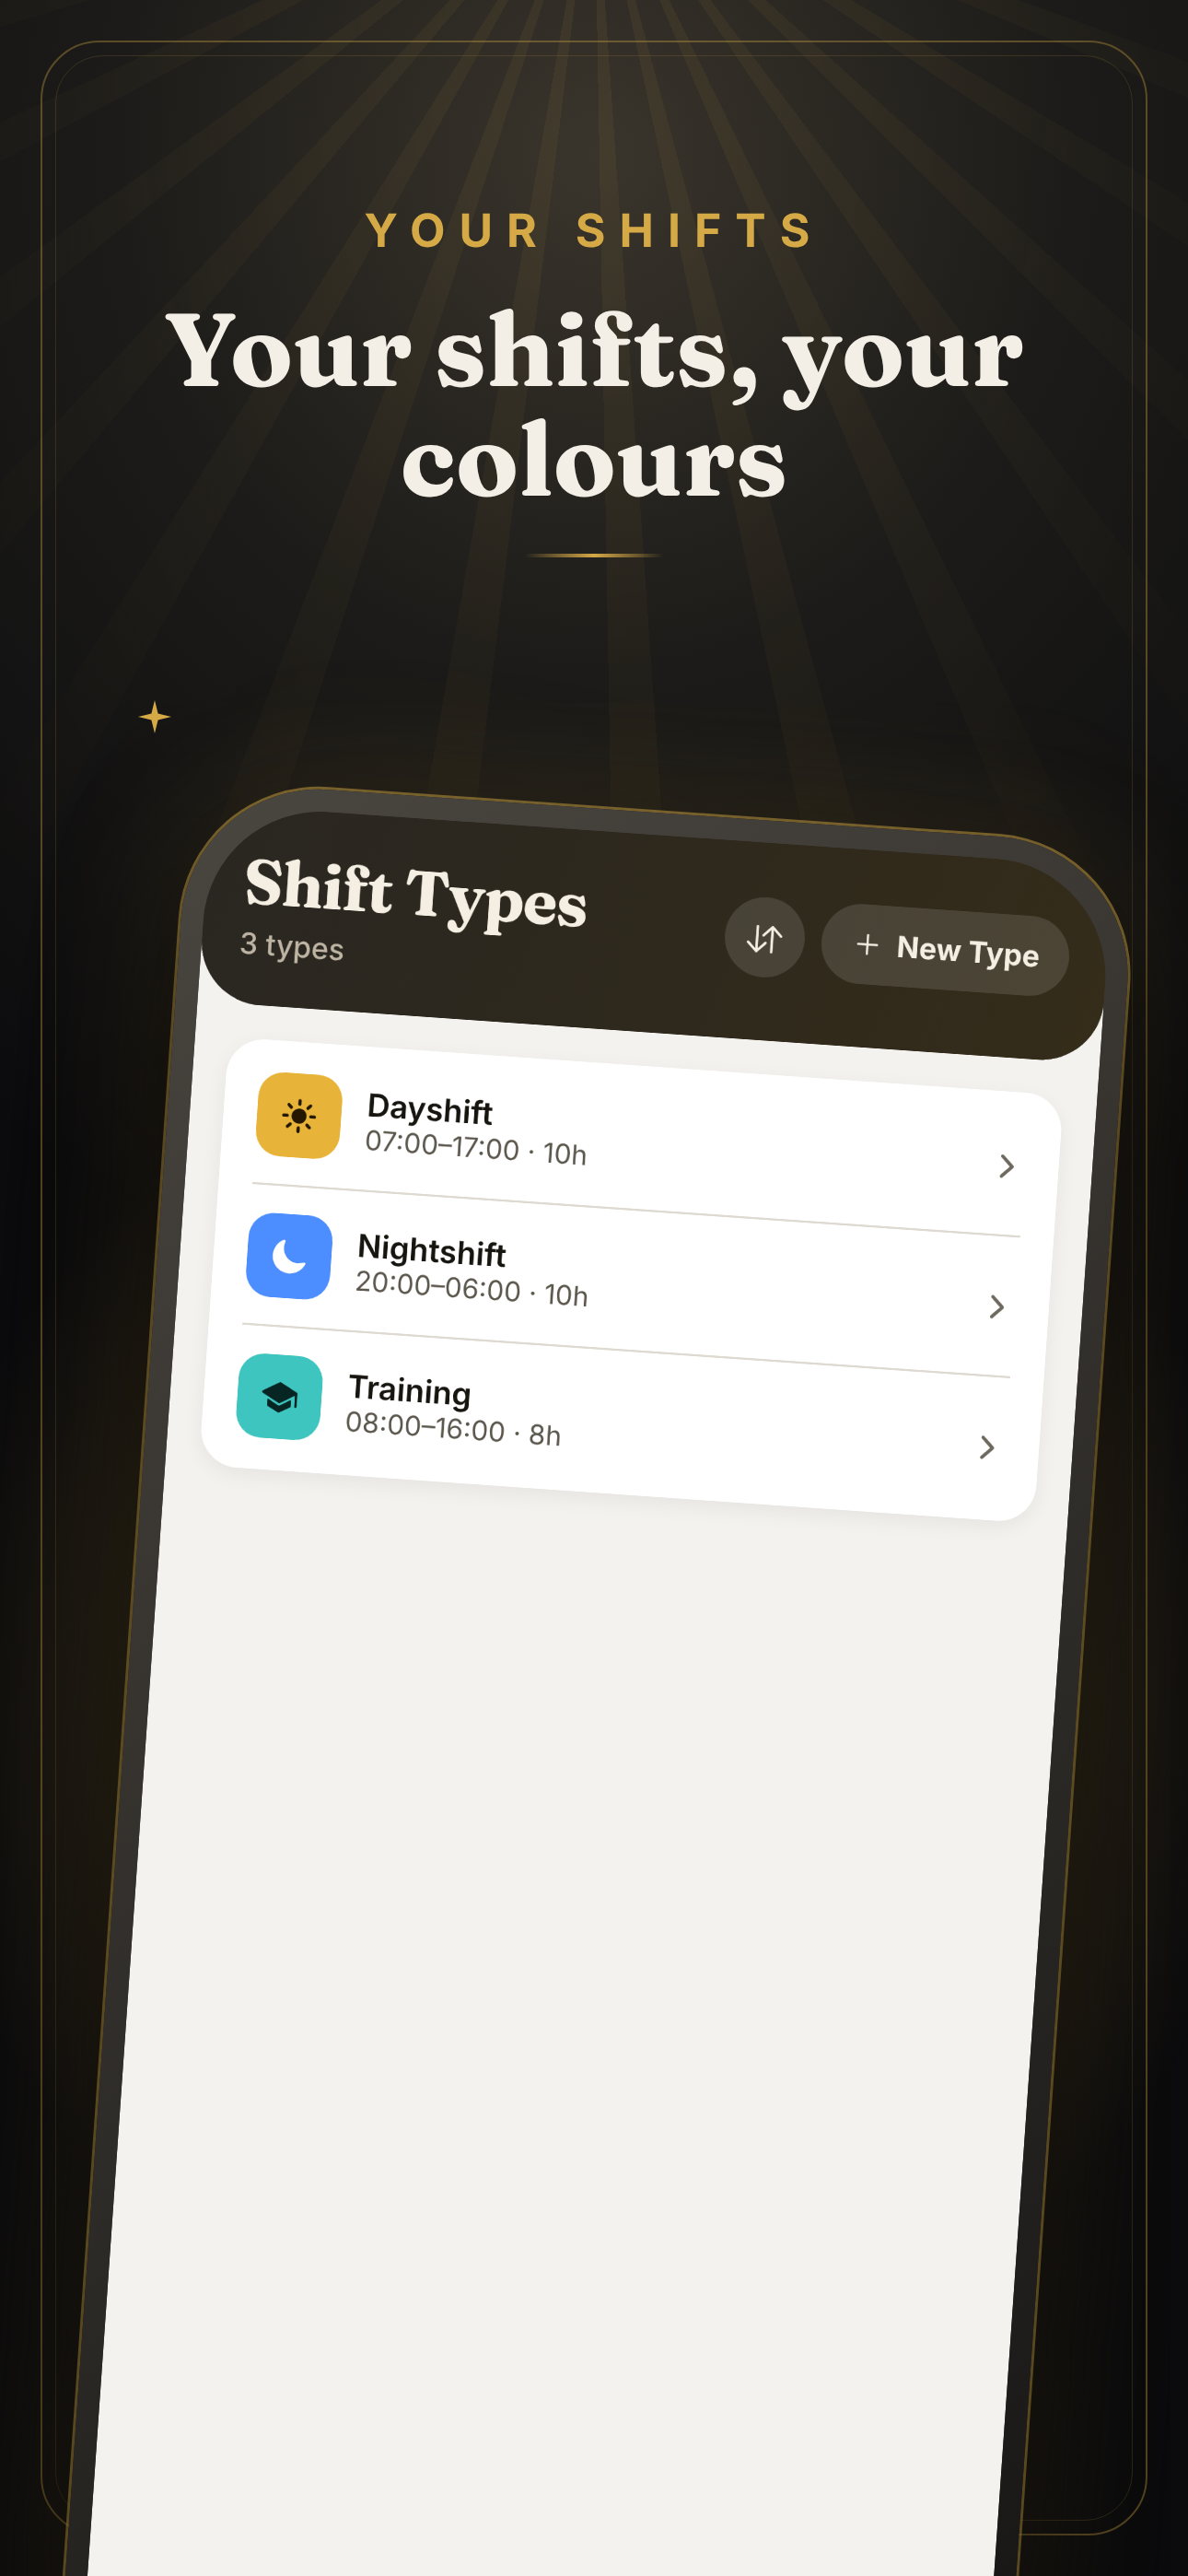 YOUR SHIFTS
Your shifts, your
colours
Shift Types
3 types
New Type
Dayshift
07:00–17:00 · 10h
Nightshift
20:00–06:00 · 10h
Training
08:00–16:00 · 8h